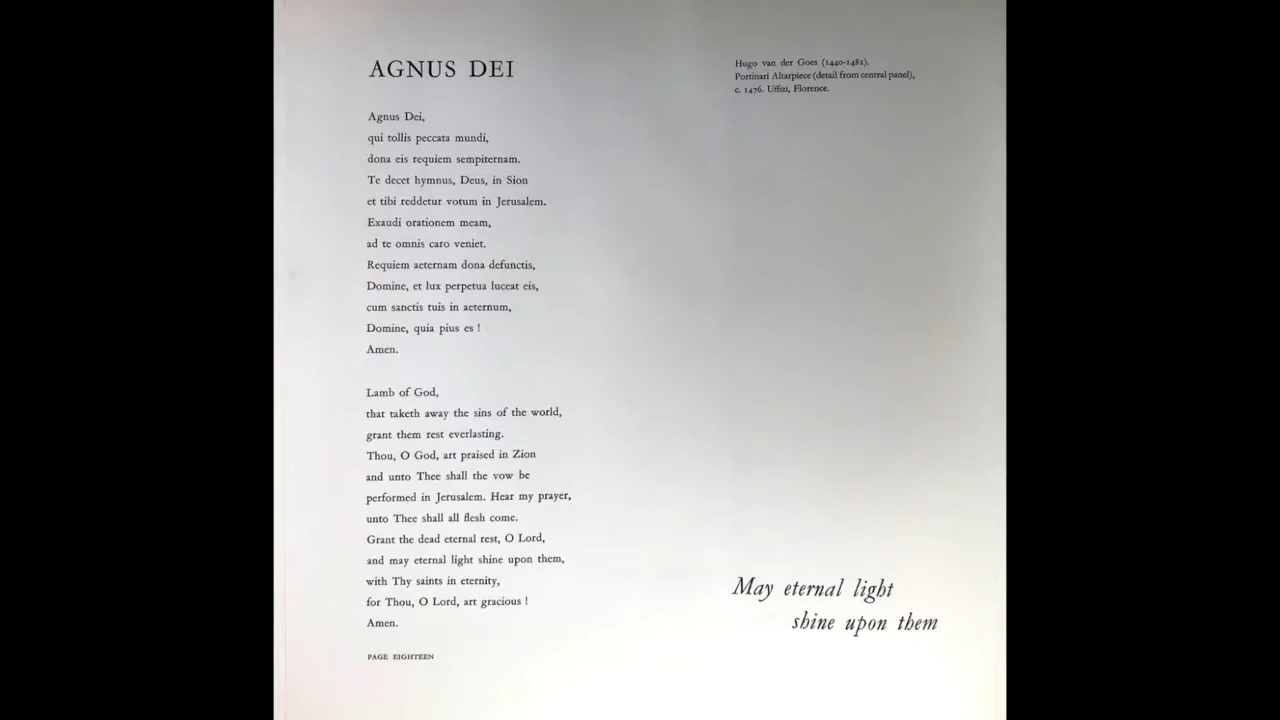 AGNUS DEI
Agnus Dei,
qui tollis peccata mundi,
dona eis requiem sempiternam.
Te decet hymnus, Deus, in Sion
et tibi reddetur votum in Jerusalem.
Exaudi orationem meam,
ad te omnis caro veniet.
Requiem aeternam dona defunctis,
Domine, et lux perpetua luceat eis,
cum sanctis tuis in aeternum,
Domine, quia pius es !
Amen.
Lamb of God,
that taketh away the sins of the world,
grant them rest everlasting.
Thou, O God, art praised in Zion
and unto Thee shall the vow be
performed in Jerusalem. Hear my prayer,
unto Thee shall all flesh come.
Grant the dead eternal rest, O Lord,
and may eternal light shine upon them,
with Thy saints in eternity,
for Thou, O Lord, art gracious !
Amen.
PAGE EIGHTEEN
Hugo van der Goes (1440-1482).
Portinari Altarpiece (detail from central panel),
c. 1476. Uffizi, Florence.
May eternal light
shine upon them